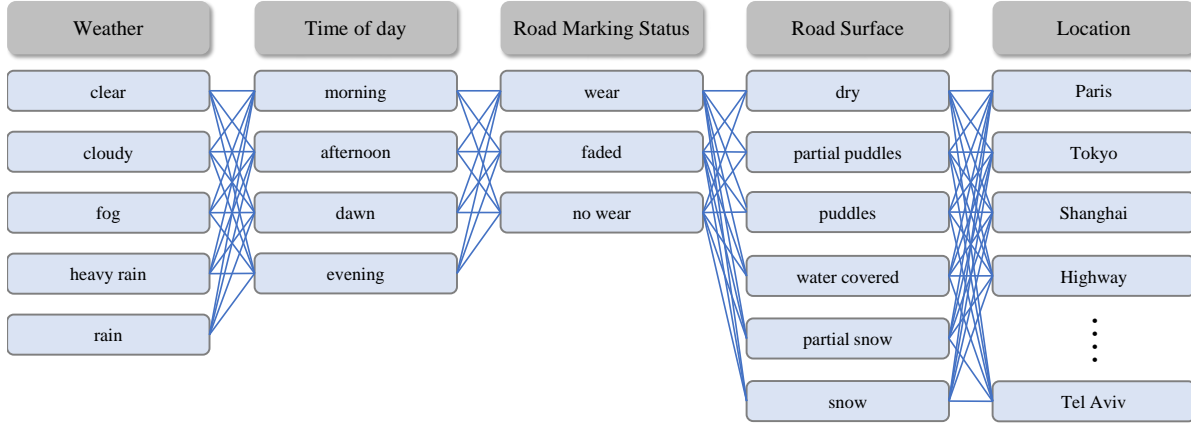 Weather
Time of day
Road Marking Status
Road Surface
Location
clear
morning
wear
dry
Paris
cloudy
afternoon
faded
partial puddles
Tokyo
fog
dawn
no wear
puddles
Shanghai
heavy rain
evening
water covered
Highway
rain
partial snow
snow
Tel Aviv